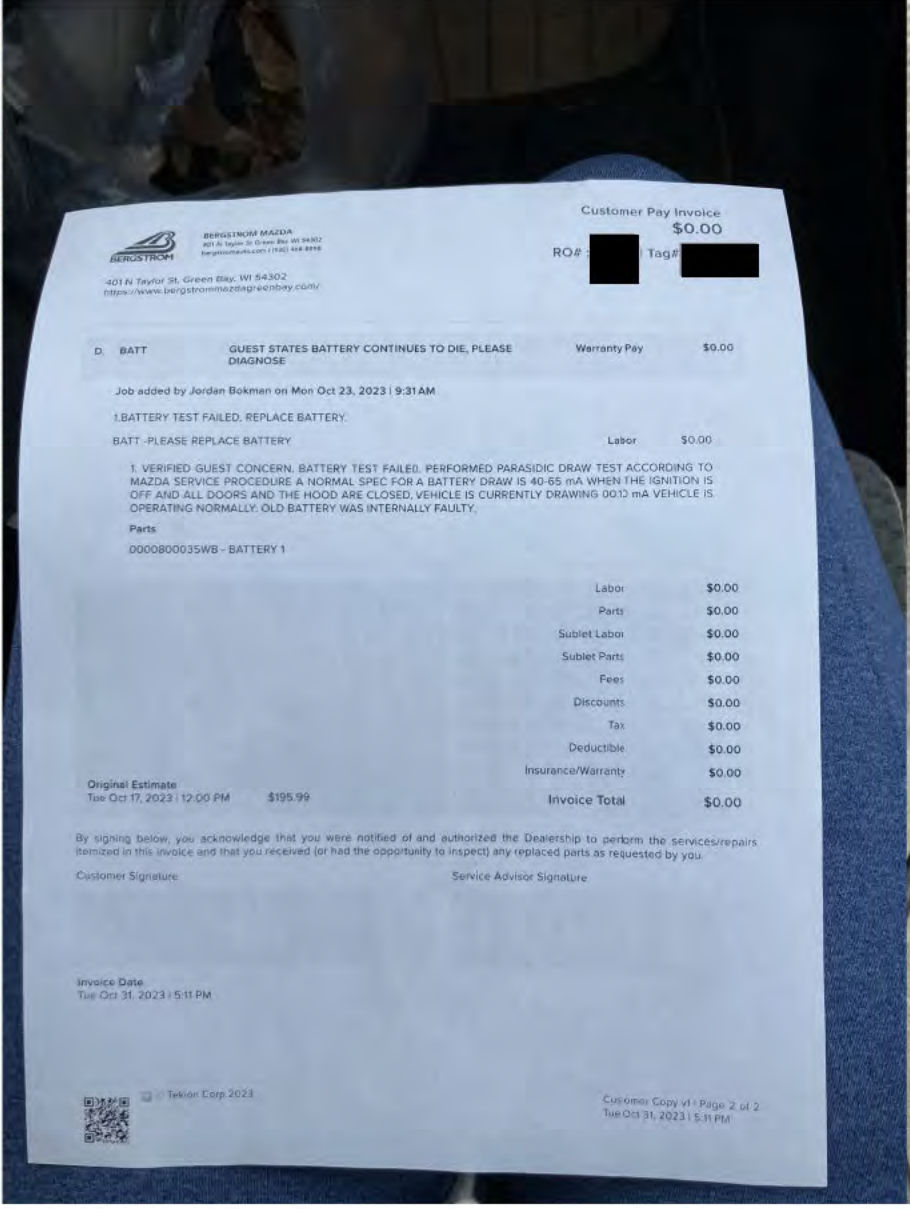 Customer Pay Invoice
$0.00
RO# : Tag#
BERGSTROM
BERGSTROM MAZDA
401 N Taylor St Green Bay WI 54302
401 N Taylor St, Green Bay, WI 54302
https://www.bergstrommazdagreenbay.com/
D. BATT GUEST STATES BATTERY CONTINUES TO DIE, PLEASE DIAGNOSE Warranty Pay $0.00
Job added by Jordan Bokman on Mon Oct 23, 2023 | 9:31 AM
1.BATTERY TEST FAILED. REPLACE BATTERY.
BATT -PLEASE REPLACE BATTERY Labor $0.00
1. VERIFIED GUEST CONCERN. BATTERY TEST FAILED. PERFORMED PARASIDIC DRAW TEST ACCORDING TO
MAZDA SERVICE PROCEDURE A NORMAL SPEC FOR A BATTERY DRAW IS 40-65 mA WHEN THE IGNITION IS
OFF AND ALL DOORS AND THE HOOD ARE CLOSED, VEHICLE IS CURRENTLY DRAWING mA VEHICLE IS
OPERATING NORMALLY. OLD BATTERY WAS INTERNALLY FAULTY.
Parts
0000800035WB - BATTERY 1
Labor $0.00
Parts $0.00
Sublet Labor $0.00
Sublet Parts $0.00
Fees $0.00
Discounts $0.00
Tax $0.00
Deductible $0.00
Insurance/Warranty $0.00
Original Estimate
Tue Oct 17, 2023 | 12:00 PM $195.99
Invoice Total $0.00
By signing below, you acknowledge that you were notified of and authorized the Dealership to perform the services/repairs
itemized in this invoice and that you received (or had the opportunity to inspect) any replaced parts as requested by you.
Customer Signature Service Advisor Signature
Invoice Date
Tue Oct 31, 2023 | 5:11 PM
© Tekion Corp 2023
Customer Copy v1 • Page 2 of 2
Tue Oct 31, 2023 | 5:11 PM